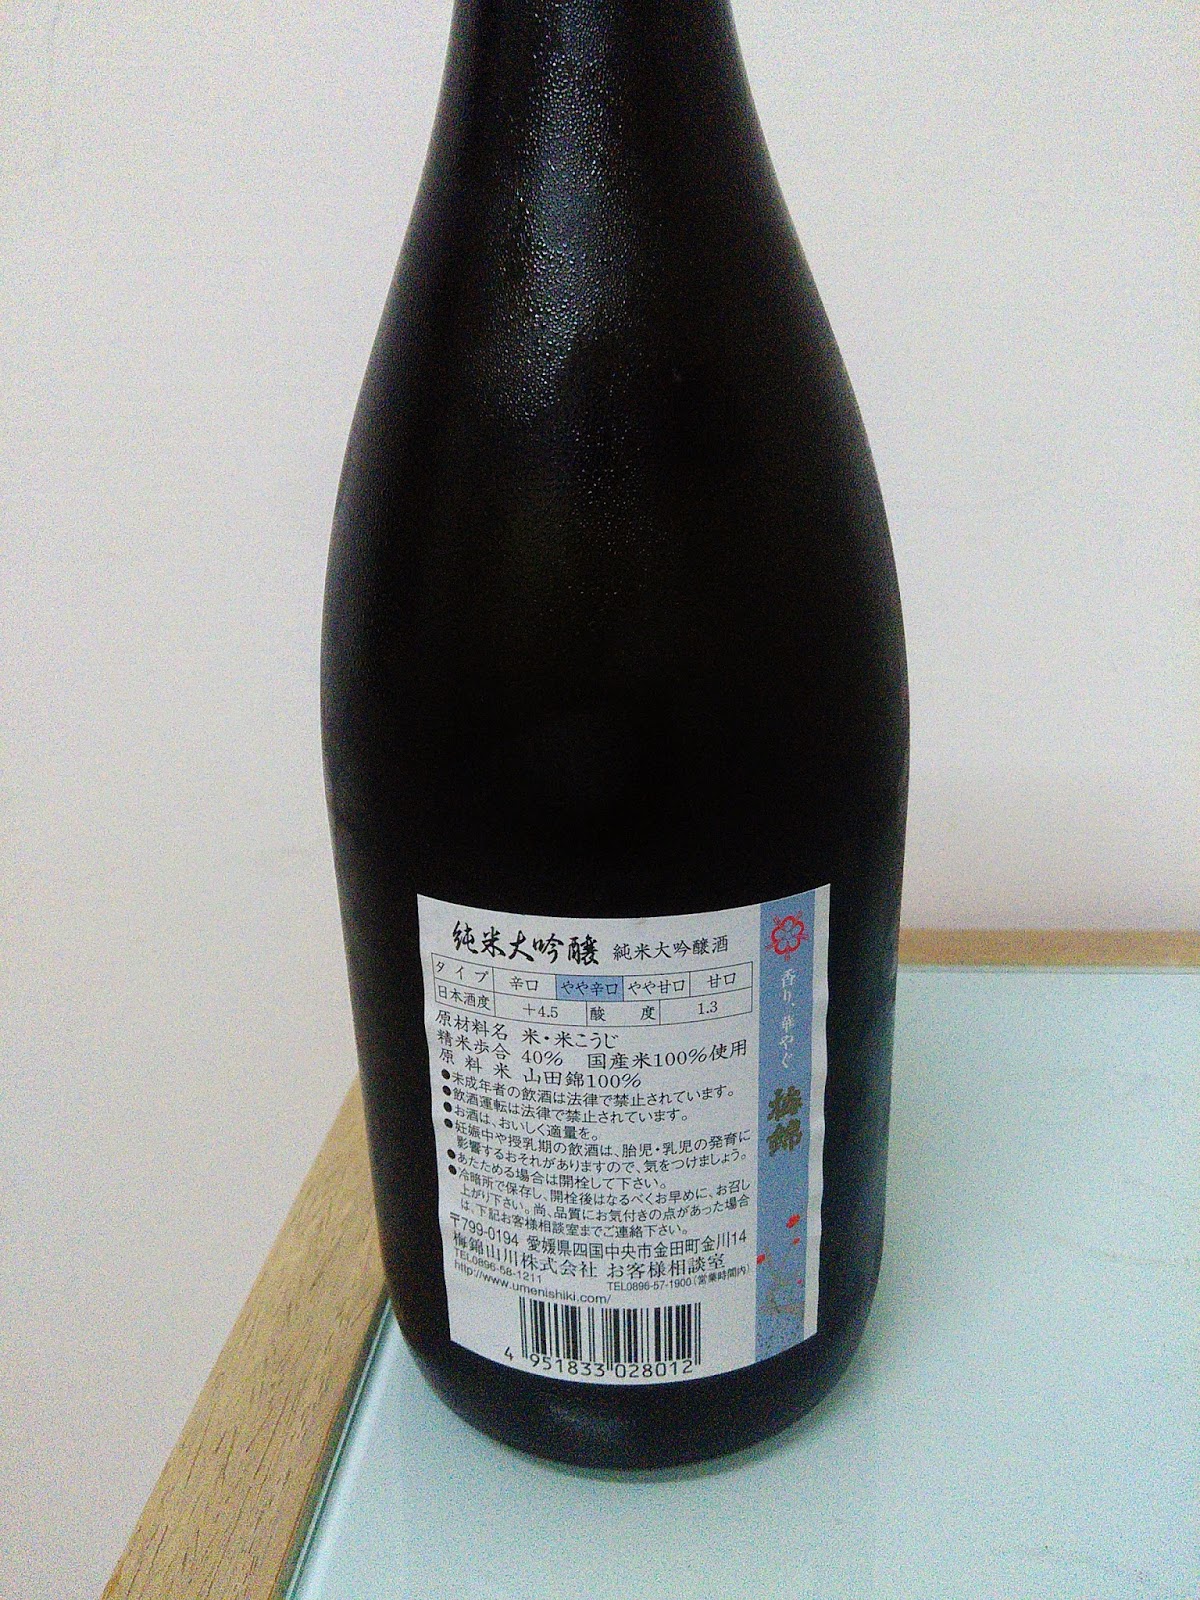 純米大吟醸 純米大吟醸酒
タイプ 辛口 やや辛口 やや甘口 甘口
日本酒度 +4.5 酸度 1.3
原材料名 米・米こうじ
精米歩合 40% 国産米100%使用
原料米 山田錦100%
●未成年者の飲酒は法律で禁止されています。
●飲酒運転は法律で禁止されています。
●お酒は、おいしく適量を。
●妊娠中や授乳期の飲酒は、胎児・乳児の発育に
影響するおそれがありますので、気をつけましょう。
●あたためる場合は開栓して下さい。
●冷暗所で保存し、開栓後はなるべくお早めに、お召し
上がり下さい。尚、品質にお気付きの点があった場合
は、下記お客様相談室までご連絡下さい。
〒799-0194 愛媛県四国中央市金田町金川14
梅錦山川株式会社 お客様相談室
TEL0896-58-1211 TEL0896-57-1900(営業時間内)
http://www.umenishiki.com/
4 951833 028012
香り、華やぐ
梅錦